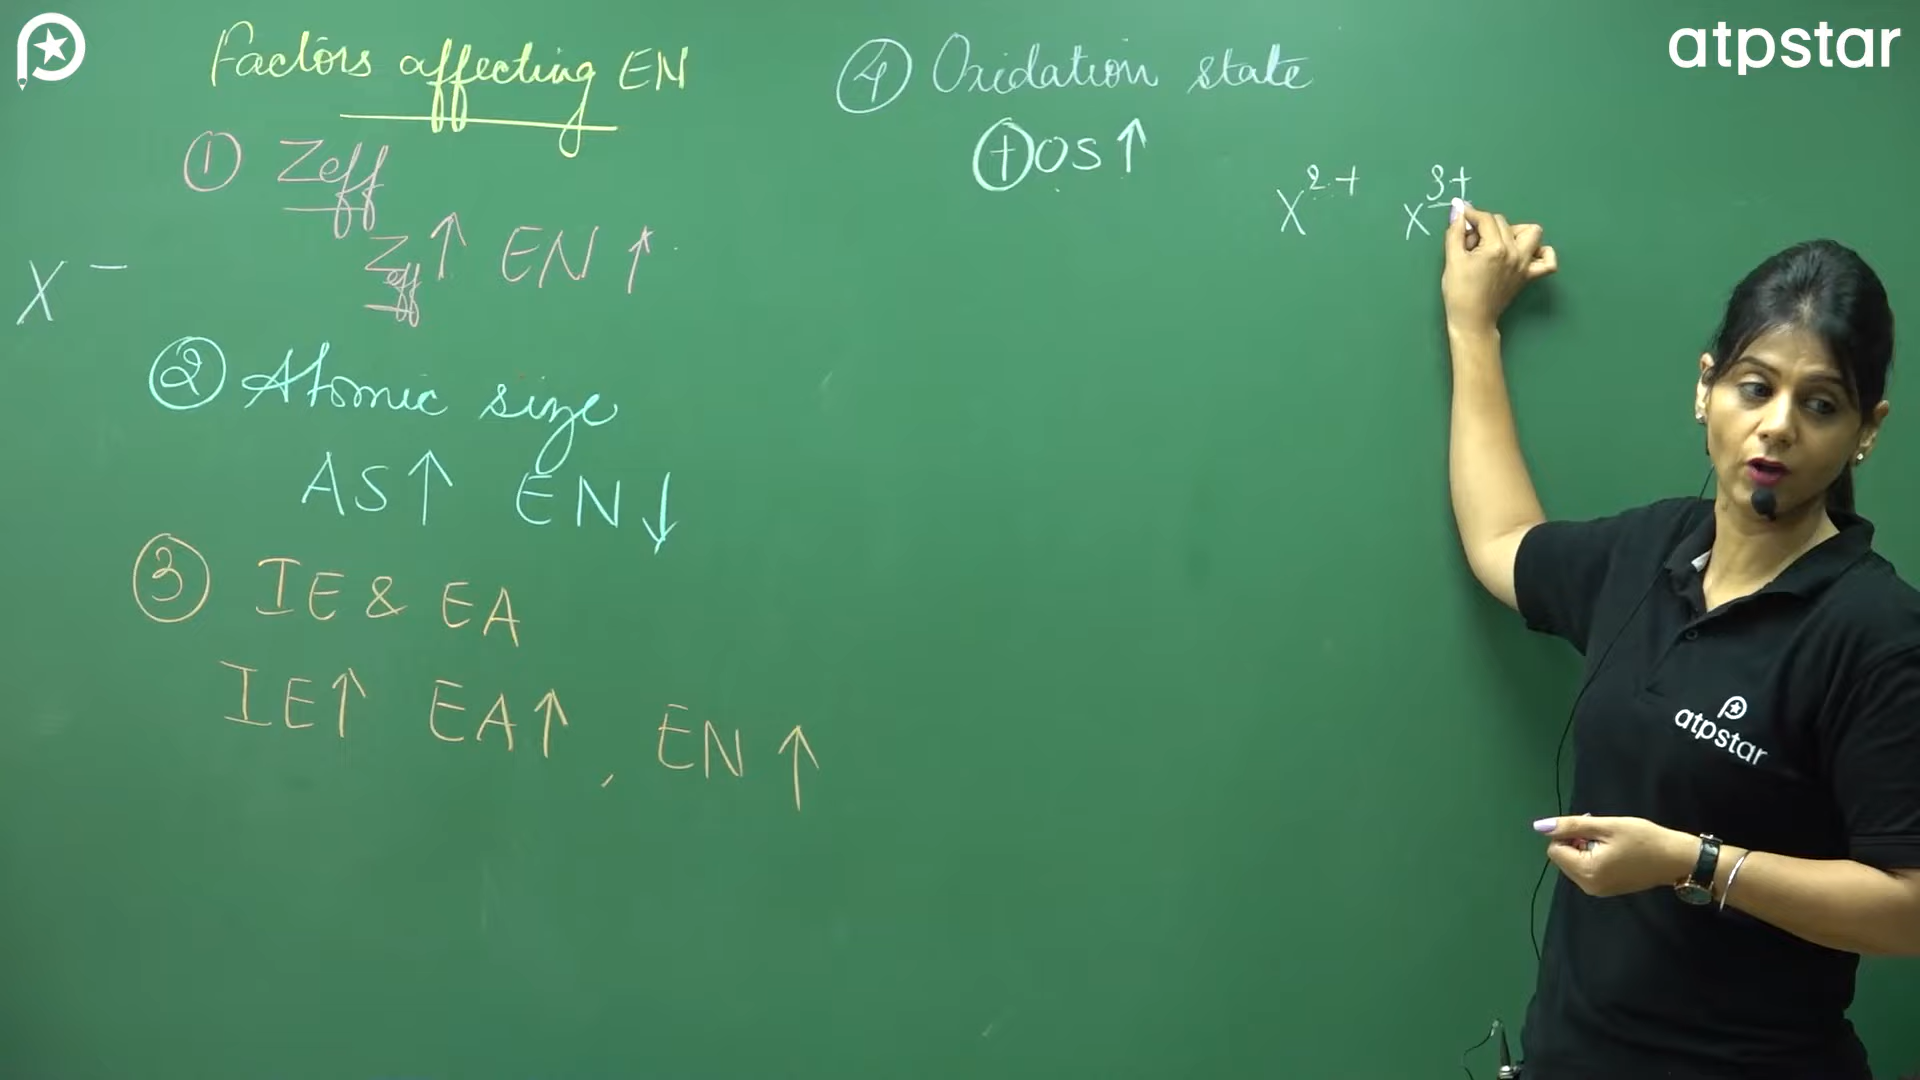 atpstar
Factors affecting EN
① Zeff
Zeff ↑ EN ↑
X⁻
② Atomic size
AS ↑ EN ↓
③ IE & EA
IE ↑ EA ↑, EN ↑
④ Oxidation state
⊕ OS ↑
X²⁺ X³⁺
atpstar